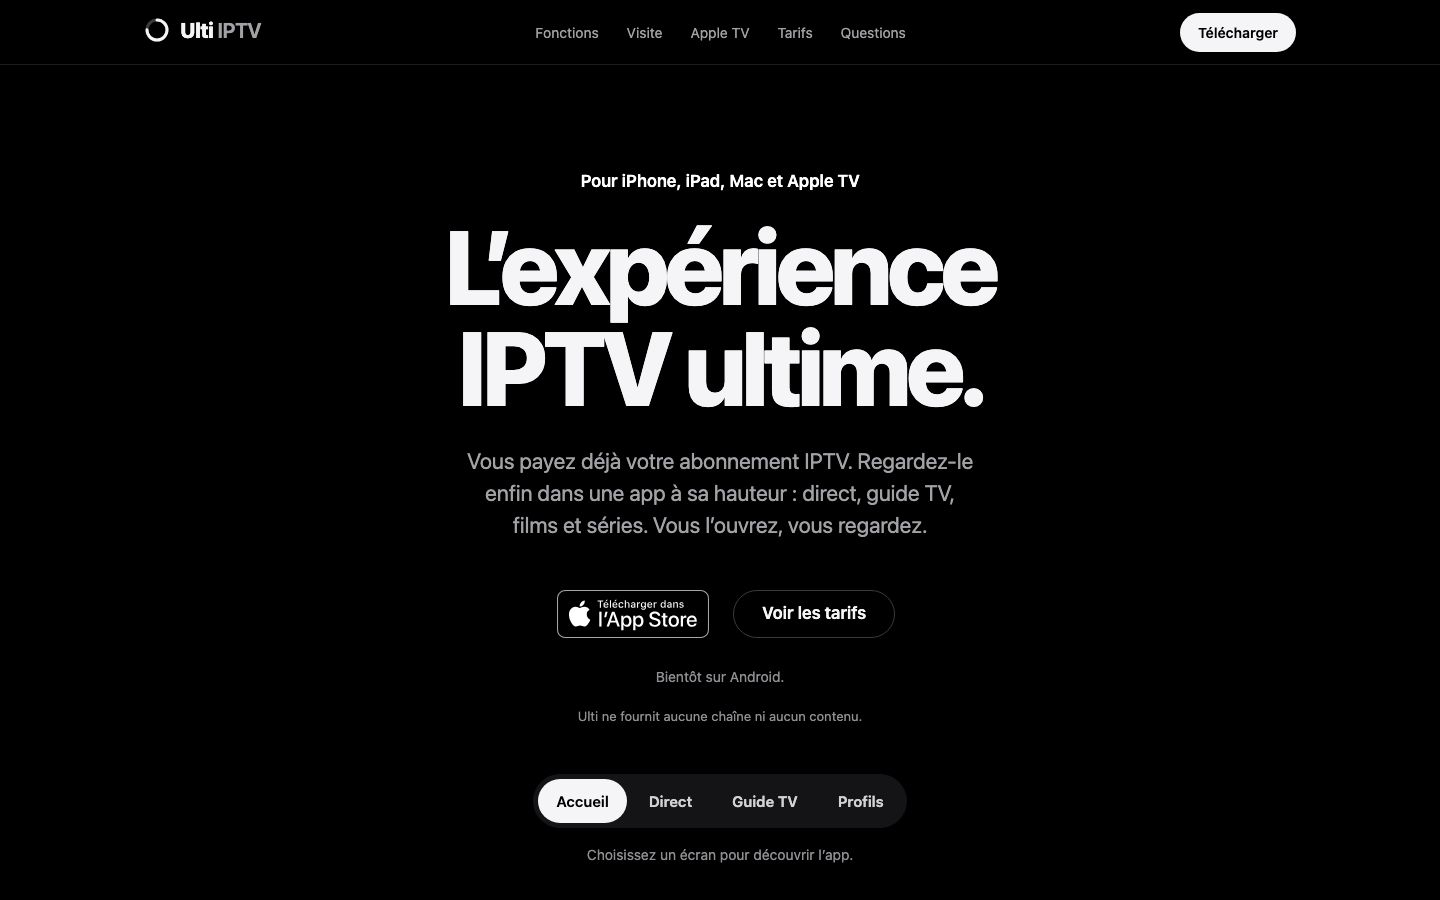 Ulti IPTV
Fonctions
Visite
Apple TV
Tarifs
Questions
Télécharger
Pour iPhone, iPad, Mac et Apple TV
L’expérience
IPTV ultime.
Vous payez déjà votre abonnement IPTV. Regardez-le
enfin dans une app à sa hauteur : direct, guide TV,
films et séries. Vous l’ouvrez, vous regardez.
Télécharger dans
l’App Store
Voir les tarifs
Bientôt sur Android.
Ulti ne fournit aucune chaîne ni aucun contenu.
Accueil
Direct
Guide TV
Profils
Choisissez un écran pour découvrir l’app.